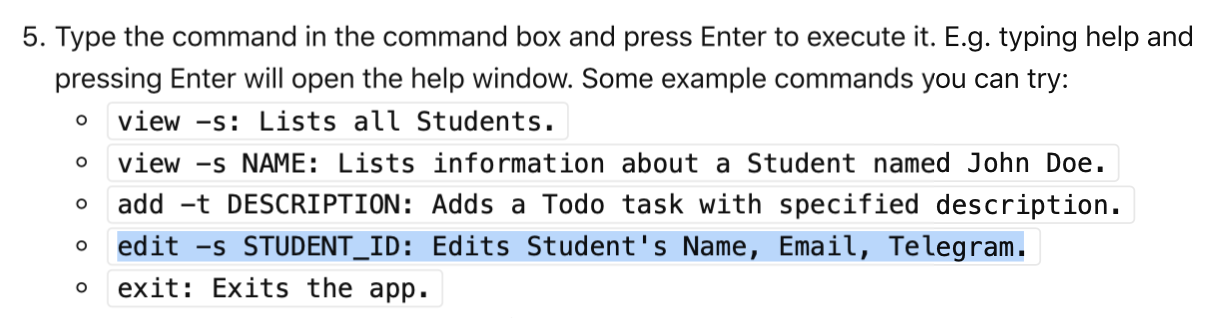 5. Type the command in the command box and press Enter to execute it. E.g. typing help and
pressing Enter will open the help window. Some example commands you can try:
view -s: Lists all Students.
view -s NAME: Lists information about a Student named John Doe.
add -t DESCRIPTION: Adds a Todo task with specified description.
edit -s STUDENT_ID: Edits Student's Name, Email, Telegram.
exit: Exits the app.